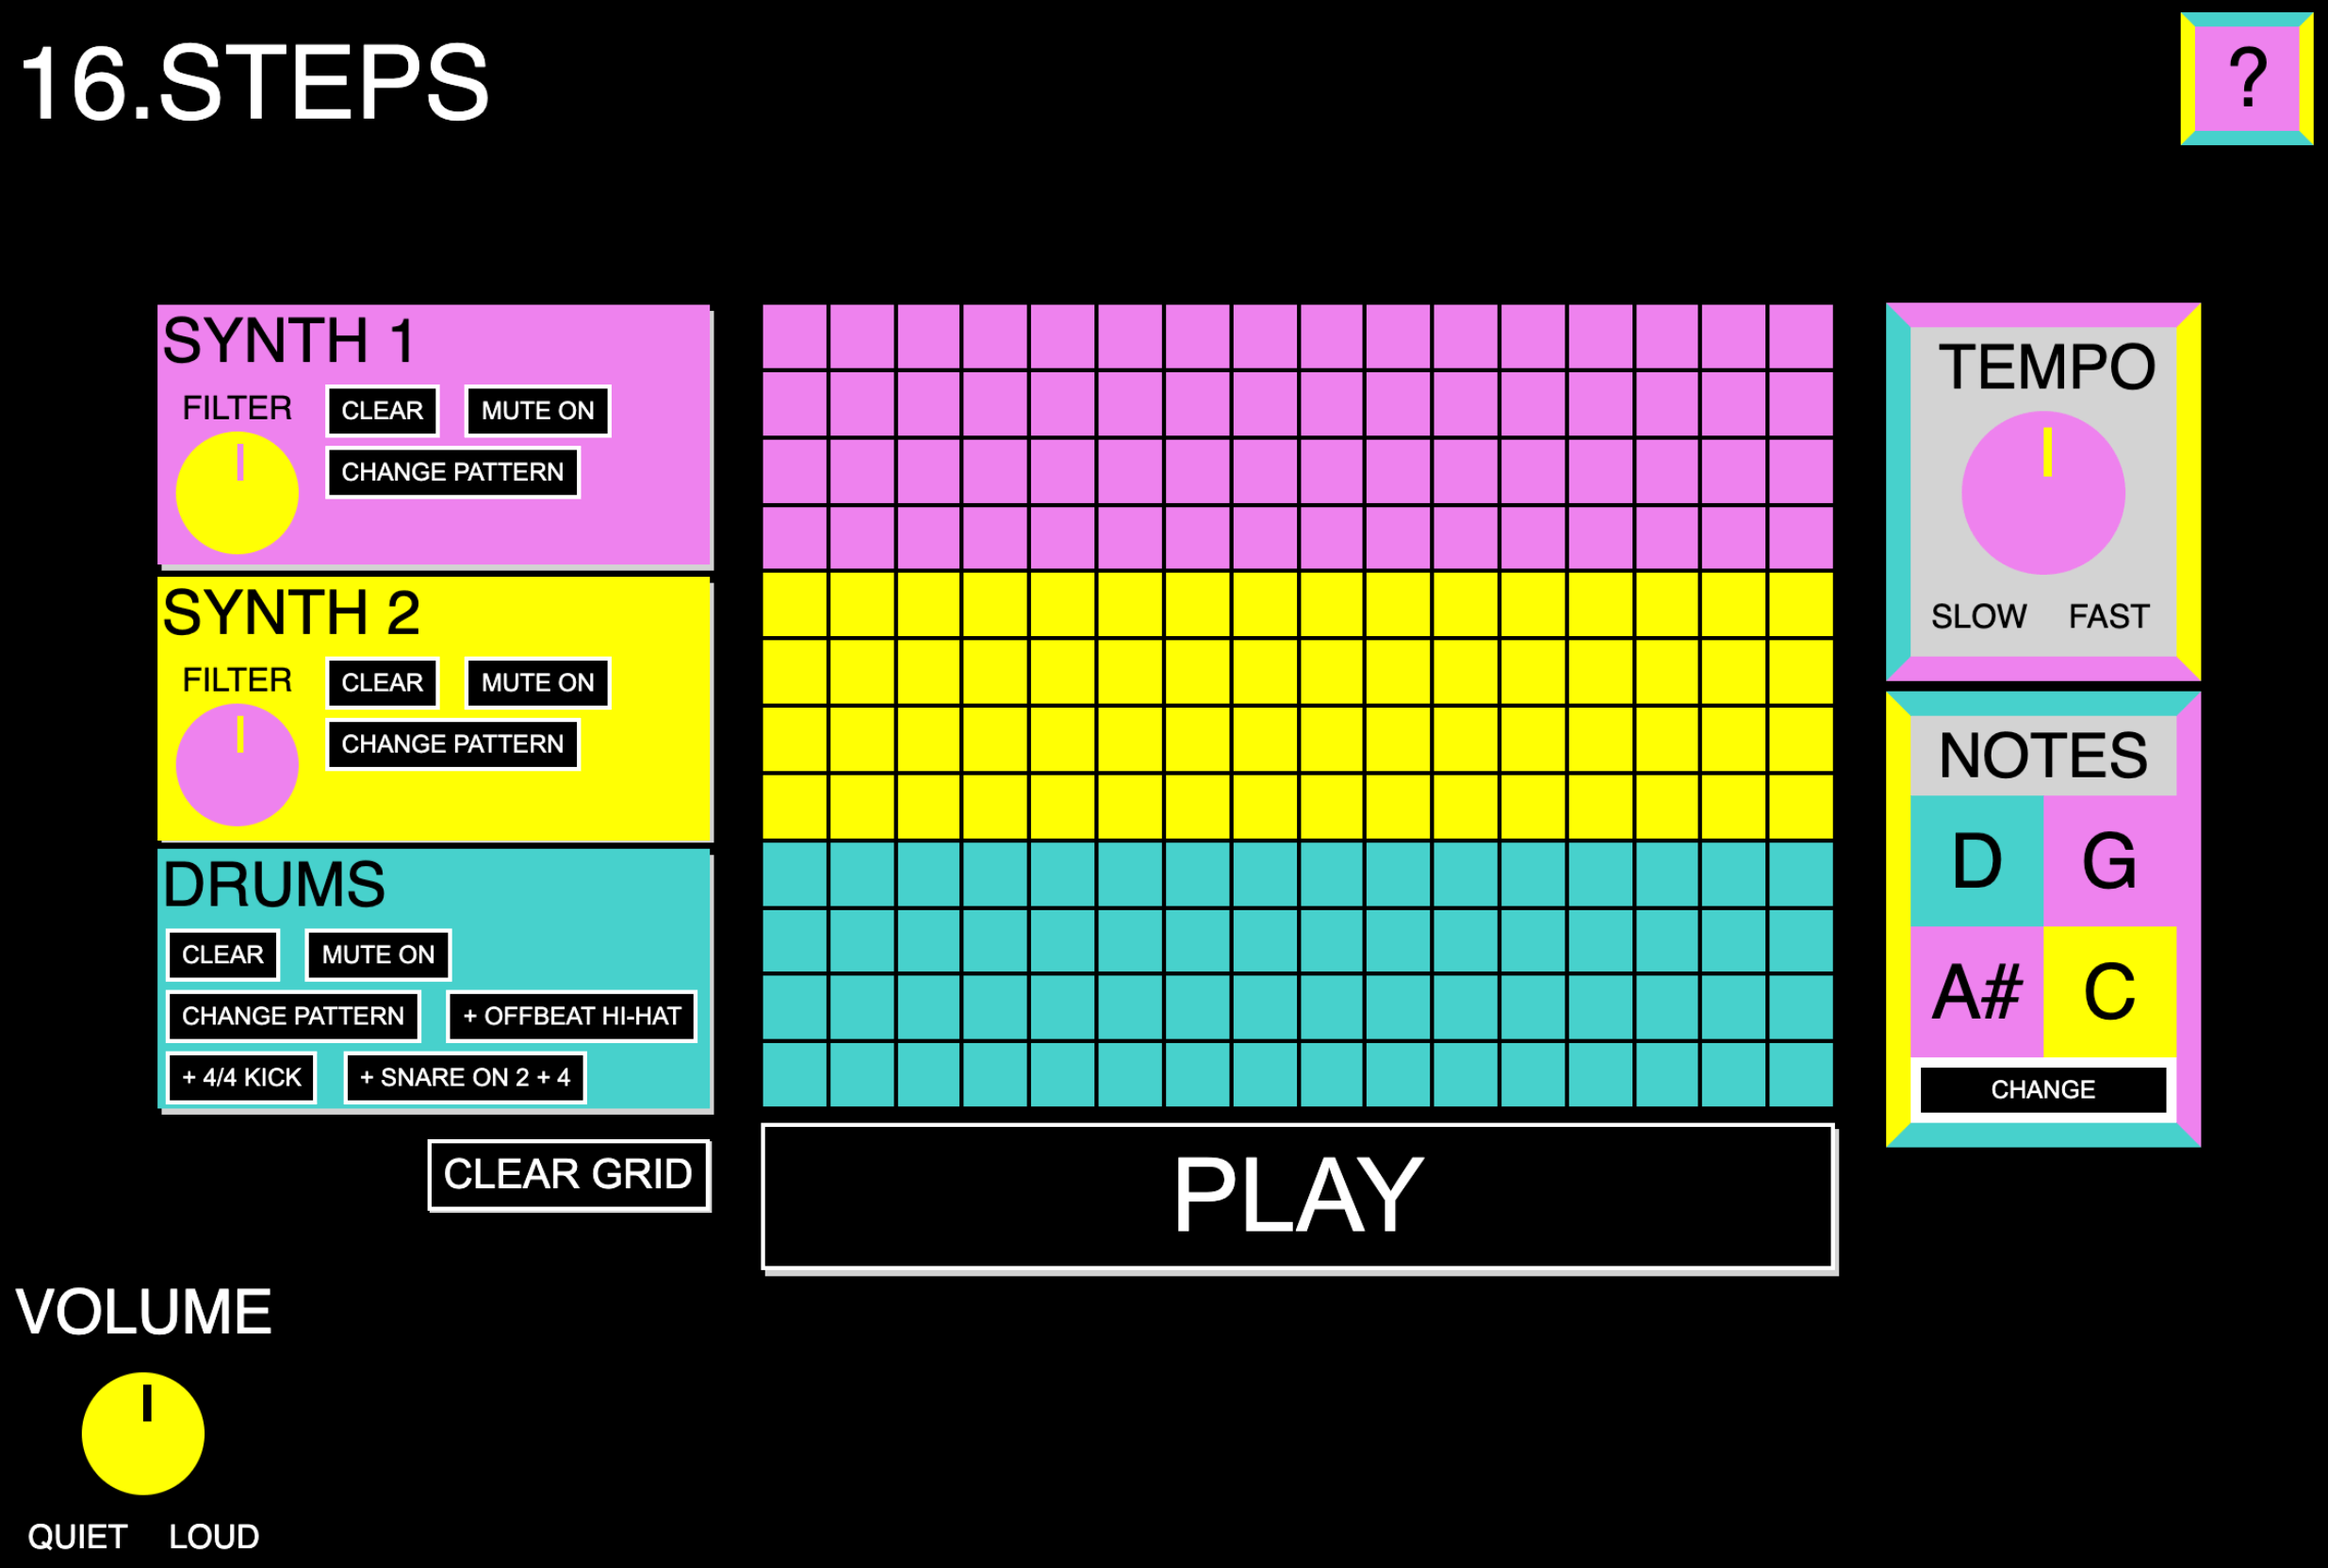 16.STEPS
?
SYNTH 1
FILTER
CLEAR
MUTE ON
CHANGE PATTERN
SYNTH 2
FILTER
CLEAR
MUTE ON
CHANGE PATTERN
DRUMS
CLEAR
MUTE ON
CHANGE PATTERN
+ OFFBEAT HI-HAT
+ 4/4 KICK
+ SNARE ON 2 + 4
CLEAR GRID
PLAY
TEMPO
SLOW FAST
NOTES
D G
A# C
CHANGE
VOLUME
QUIET LOUD